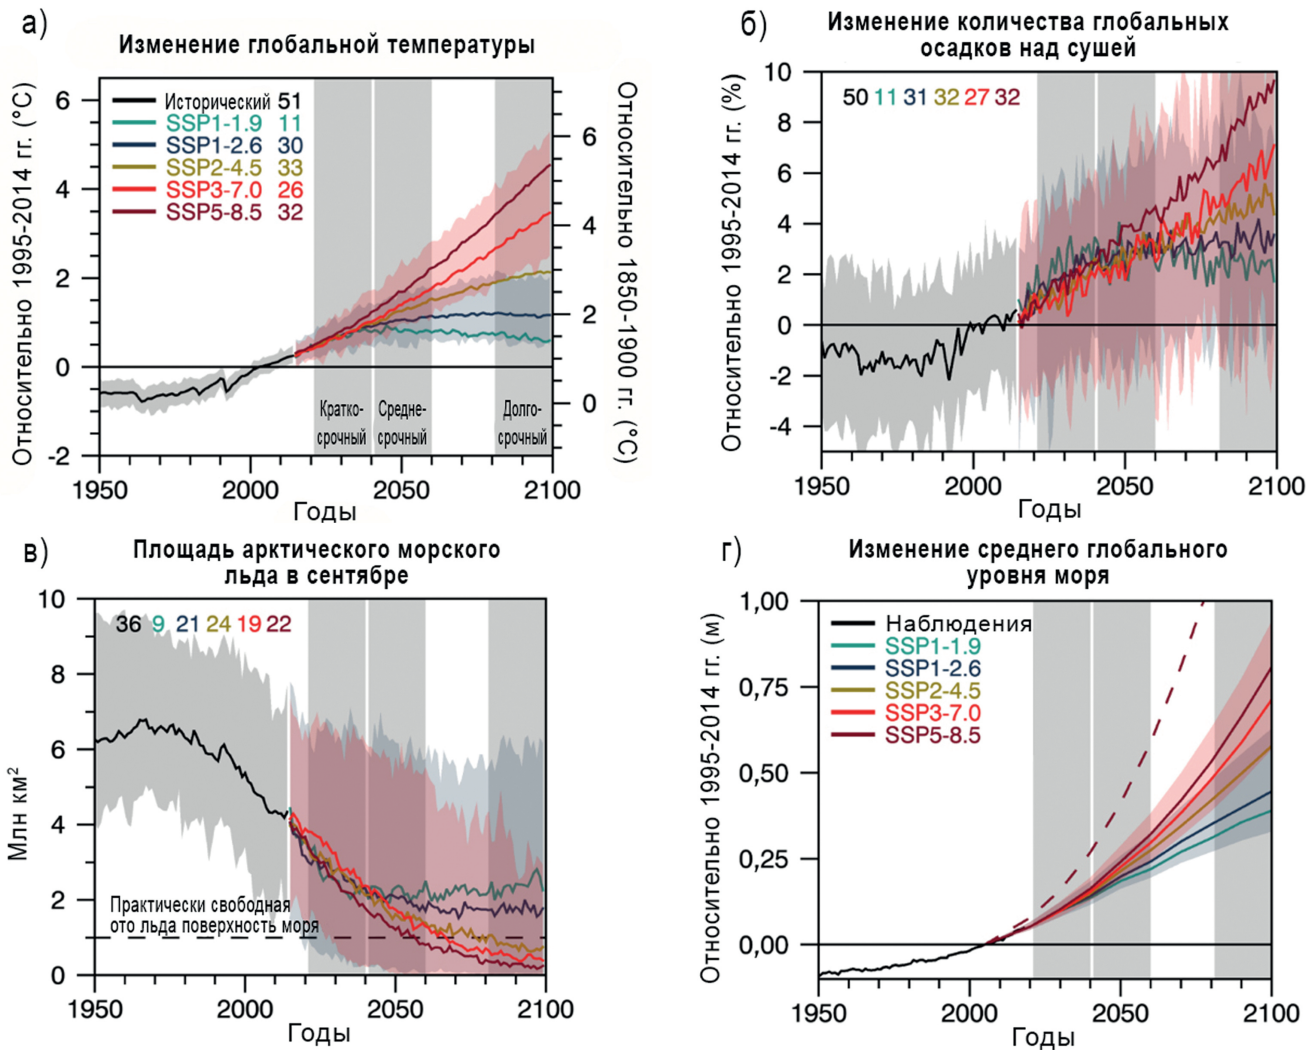 а)
Изменение глобальной температуры
Относительно 1995-2014 гг. (°C)
6
4
2
0
-2
Исторический 51
SSP1-1.9 11
SSP1-2.6 30
SSP2-4.5 33
SSP3-7.0 26
SSP5-8.5 32
Кратко-
срочный
Средне-
срочный
Долго-
срочный
6
4
2
0
Относительно 1850-1900 гг. (°C)
1950 2000 2050 2100
Годы
б)
Изменение количества глобальных
осадков над сушей
Относительно 1995-2014 гг. (%)
10
8
6
4
2
0
-2
-4
50 11 31 32 27 32
1950 2000 2050 2100
Годы
в)
Площадь арктического морского
льда в сентябре
Млн км²
10
8
6
4
2
0
36 9 21 24 19 22
Практически свободная
ото льда поверхность моря
1950 2000 2050 2100
Годы
г)
Изменение среднего глобального
уровня моря
Относительно 1995-2014 гг. (м)
1,00
0,75
0,50
0,25
0,00
Наблюдения
SSP1-1.9
SSP1-2.6
SSP2-4.5
SSP3-7.0
SSP5-8.5
1950 2000 2050 2100
Годы